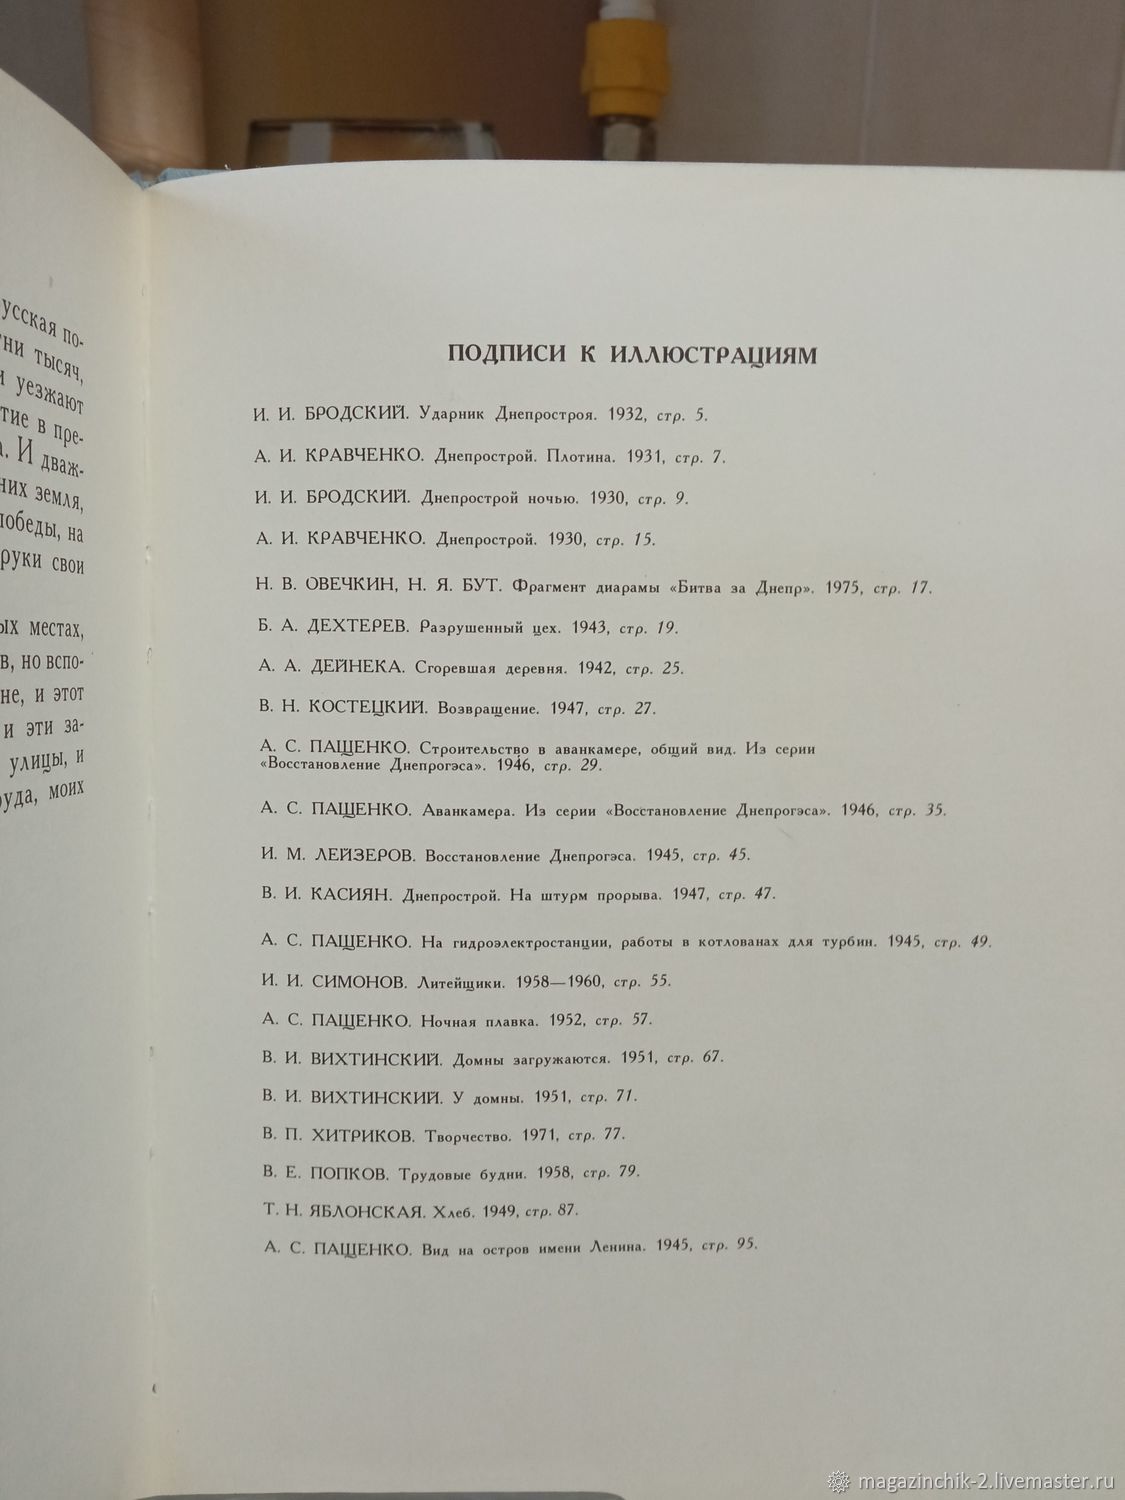 усская по-
ни тысяч,
уезжают
тие в пре-
. И дваж-
них земля,
победы, на
руки свои
ых местах,
в, но вспо-
не, и этот
и эти за-
улицы, и
руда, моих
ПОДПИСИ К ИЛЛЮСТРАЦИЯМ
И. И. БРОДСКИЙ. Ударник Днепростроя. 1932, стр. 5.
А. И. КРАВЧЕНКО. Днепрострой. Плотина. 1931, стр. 7.
И. И. БРОДСКИЙ. Днепрострой ночью. 1930, стр. 9.
А. И. КРАВЧЕНКО. Днепрострой. 1930, стр. 15.
Н. В. ОВЕЧКИН, Н. Я. БУТ. Фрагмент диарамы «Битва за Днепр». 1975, стр. 17.
Б. А. ДЕХТЕРЕВ. Разрушенный цех. 1943, стр. 19.
А. А. ДЕЙНЕКА. Сгоревшая деревня. 1942, стр. 25.
В. Н. КОСТЕЦКИЙ. Возвращение. 1947, стр. 27.
А. С. ПАЩЕНКО. Строительство в аванкамере, общий вид. Из серии
«Восстановление Днепрогэса». 1946, стр. 29.
А. С. ПАЩЕНКО. Аванкамера. Из серии «Восстановление Днепрогэса». 1946, стр. 35.
И. М. ЛЕЙЗЕРОВ. Восстановление Днепрогэса. 1945, стр. 45.
В. И. КАСИЯН. Днепрострой. На штурм прорыва. 1947, стр. 47.
А. С. ПАЩЕНКО. На гидроэлектростанции, работы в котлованах для турбин. 1945, стр. 49.
И. И. СИМОНОВ. Литейщики. 1958—1960, стр. 55.
А. С. ПАЩЕНКО. Ночная плавка. 1952, стр. 57.
В. И. ВИХТИНСКИЙ. Домны загружаются. 1951, стр. 67.
В. И. ВИХТИНСКИЙ. У домны. 1951, стр. 71.
В. П. ХИТРИКОВ. Творчество. 1971, стр. 77.
В. Е. ПОПКОВ. Трудовые будни. 1958, стр. 79.
Т. Н. ЯБЛОНСКАЯ. Хлеб. 1949, стр. 87.
А. С. ПАЩЕНКО. Вид на остров имени Ленина. 1945, стр. 95.
magazinchik-2.livemaster.ru